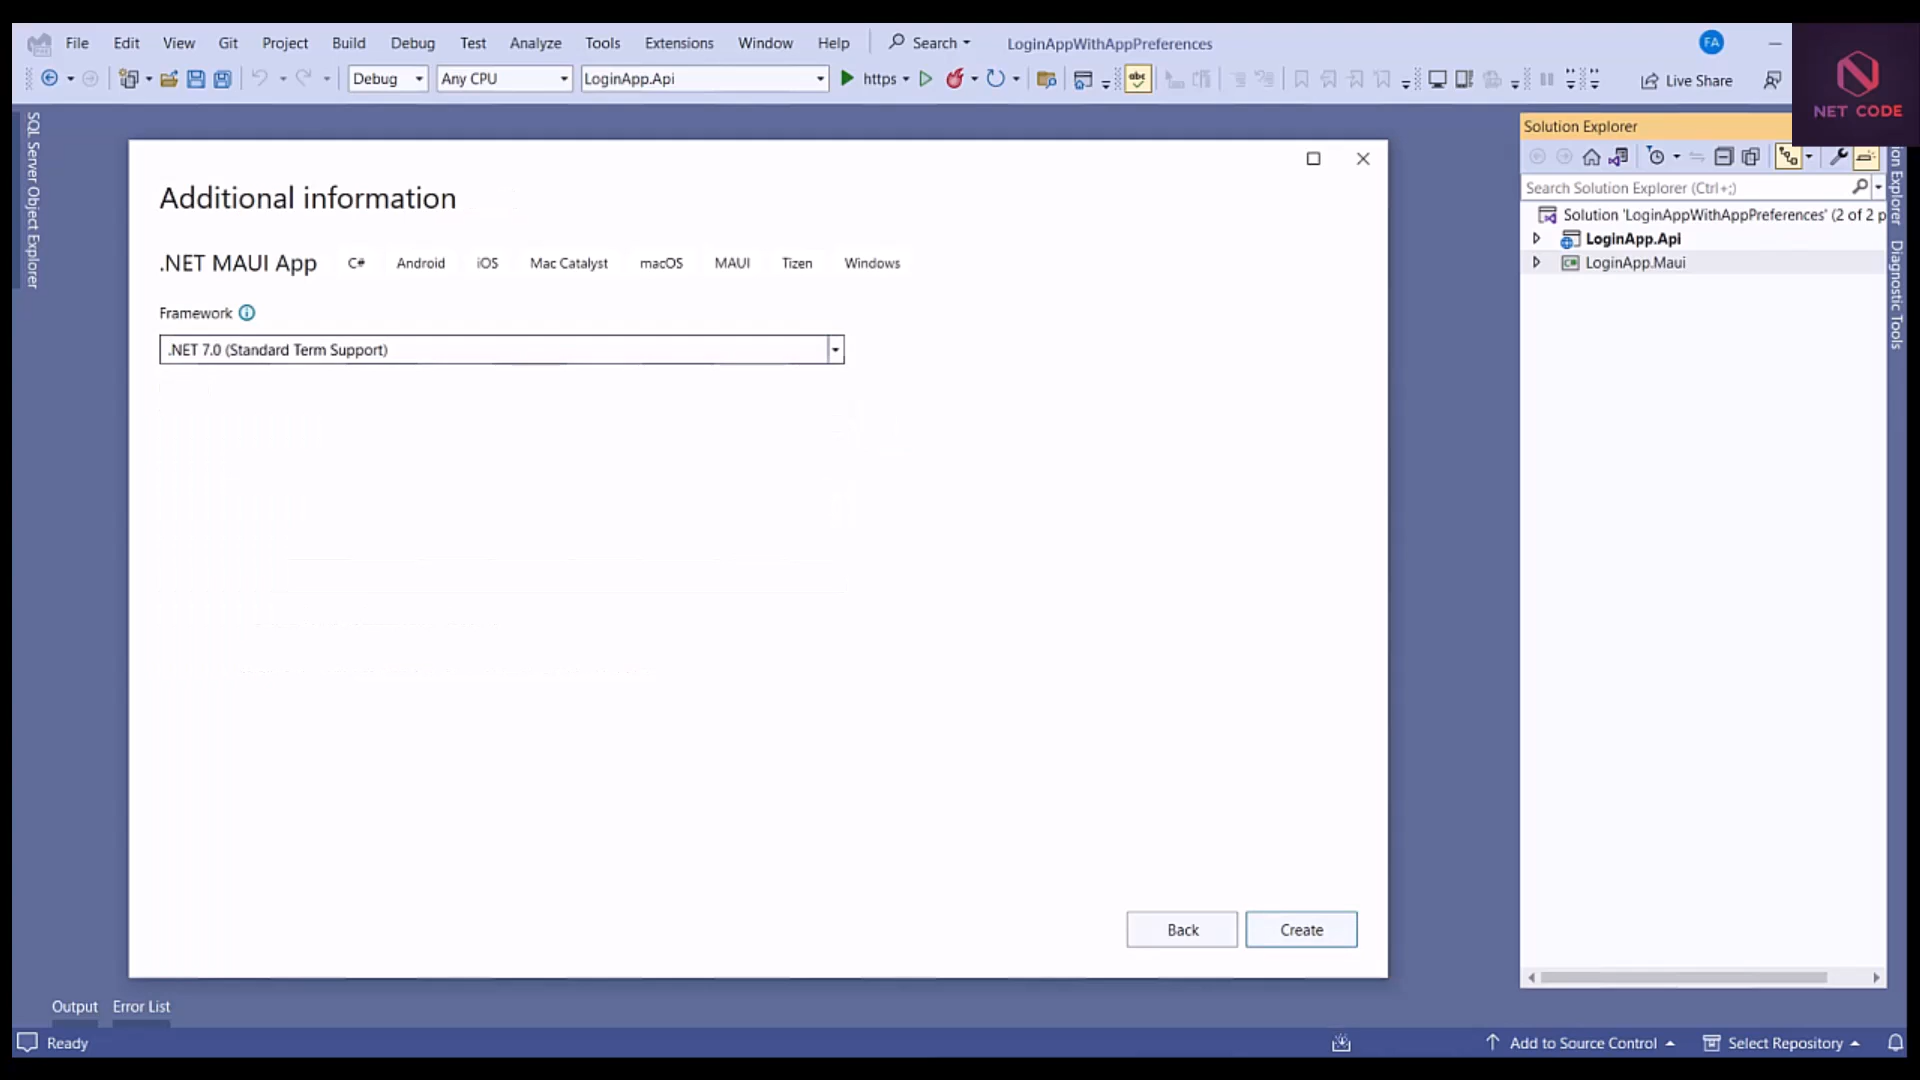 File Edit View Git Project Build Debug Test Analyze Tools Extensions Window Help Search LoginAppWithAppPreferences FA
Debug Any CPU LoginApp.Api https abc Live Share
NET CODE
SQL Server Object Explorer
Additional information
.NET MAUI App C# Android iOS Mac Catalyst macOS MAUI Tizen Windows
Framework
.NET 7.0 (Standard Term Support)
Back Create
Solution Explorer
Search Solution Explorer (Ctrl+;)
Solution 'LoginAppWithAppPreferences' (2 of 2 p
LoginApp.Api
C# LoginApp.Maui
ion Explorer
Diagnostic Tools
Output Error List
Ready Add to Source Control Select Repository